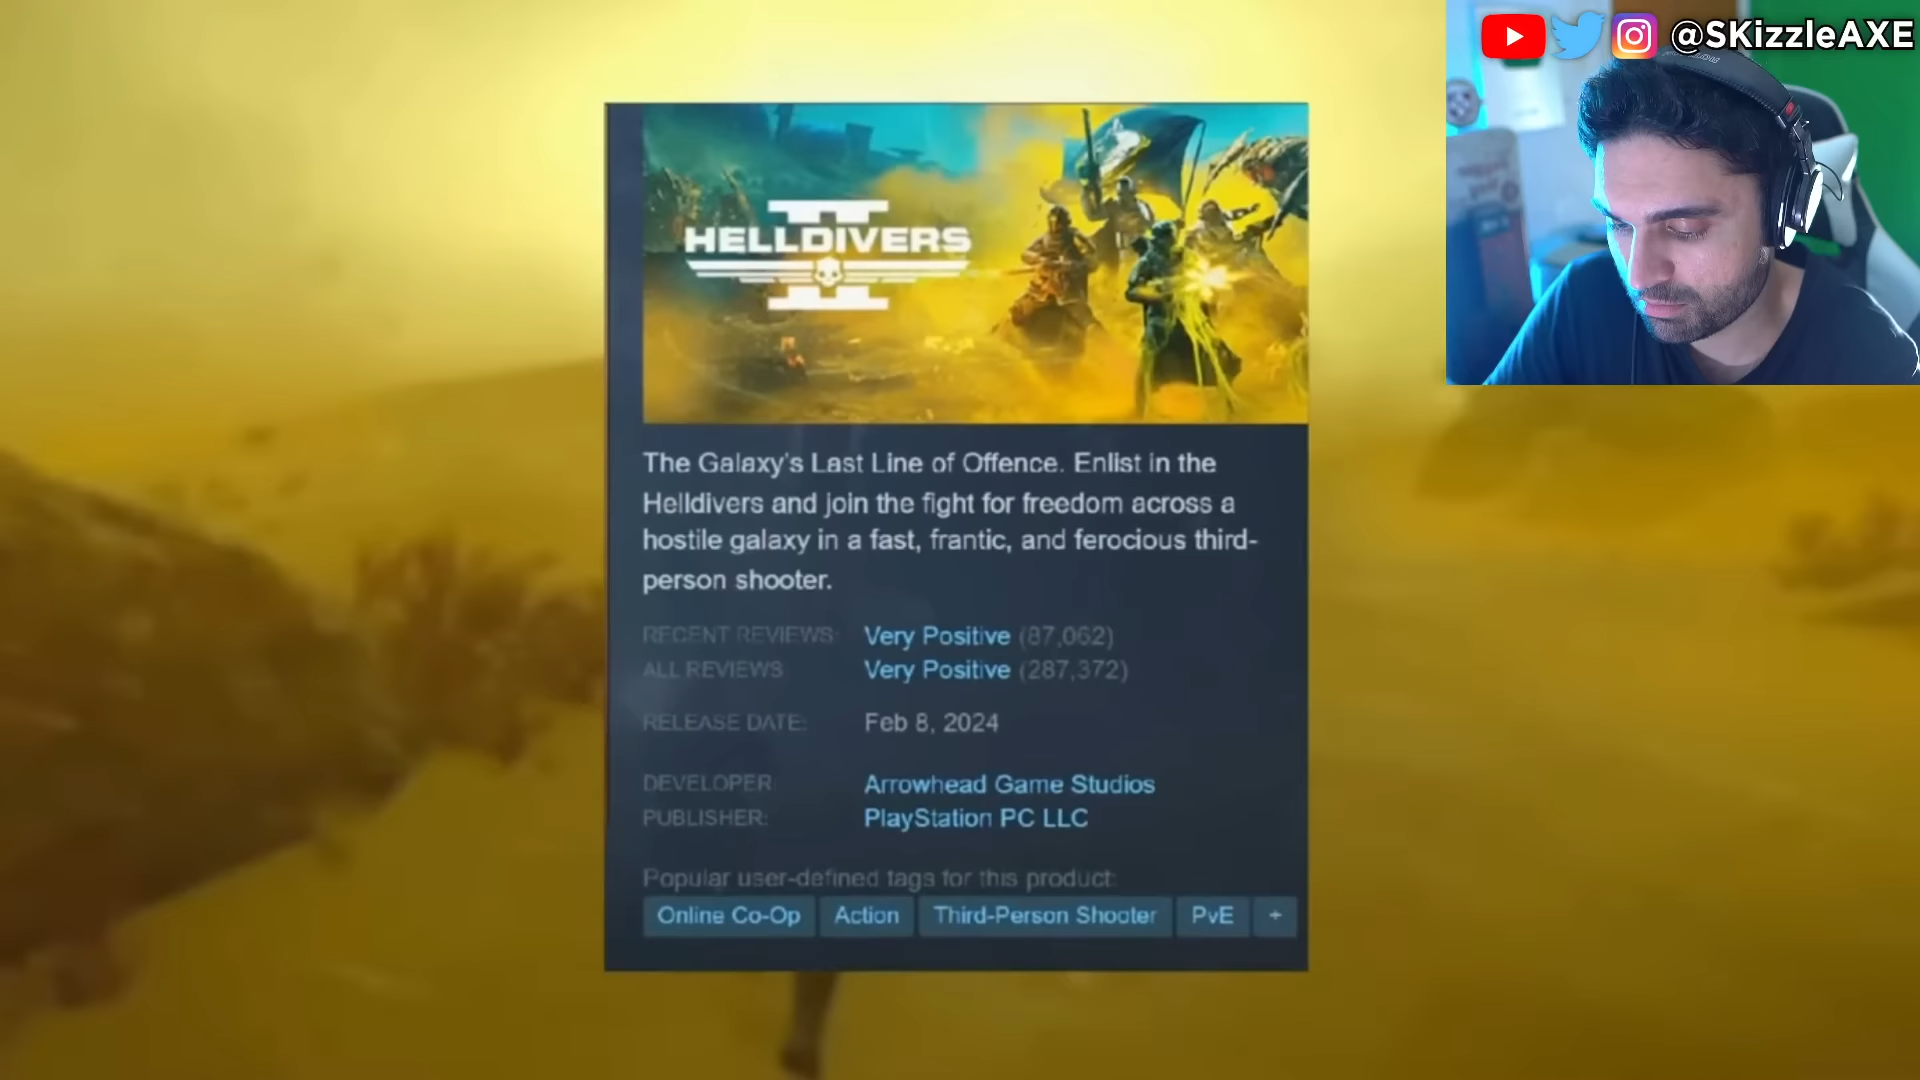 @SKizzleAXE
HELLDIVERS
The Galaxy's Last Line of Offence. Enlist in the
Helldivers and join the fight for freedom across a
hostile galaxy in a fast, frantic, and ferocious third-
person shooter.
RECENT REVIEWS: Very Positive (87,062)
ALL REVIEWS Very Positive (287,372)
RELEASE DATE: Feb 8, 2024
DEVELOPER: Arrowhead Game Studios
PUBLISHER: PlayStation PC LLC
Popular user-defined tags for this product:
Online Co-Op Action Third-Person Shooter PvE +